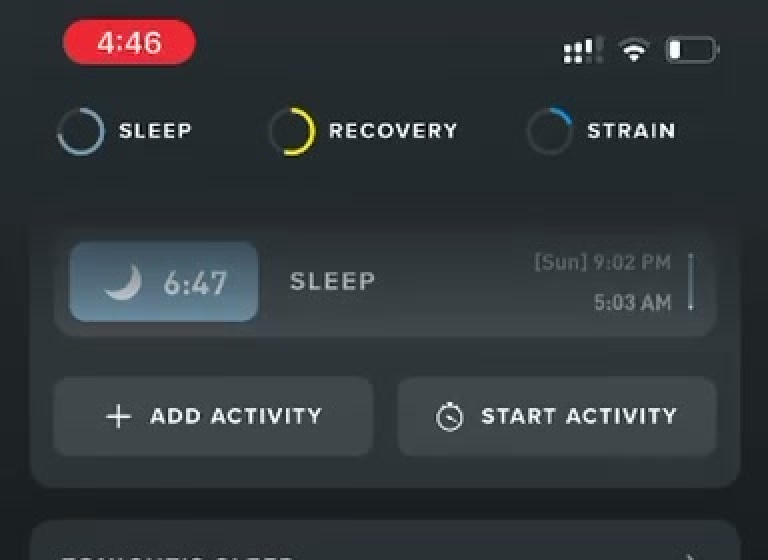 4:46
SLEEP RECOVERY STRAIN
6:47 SLEEP [Sun] 9:02 PM
5:03 AM
ADD ACTIVITY START ACTIVITY